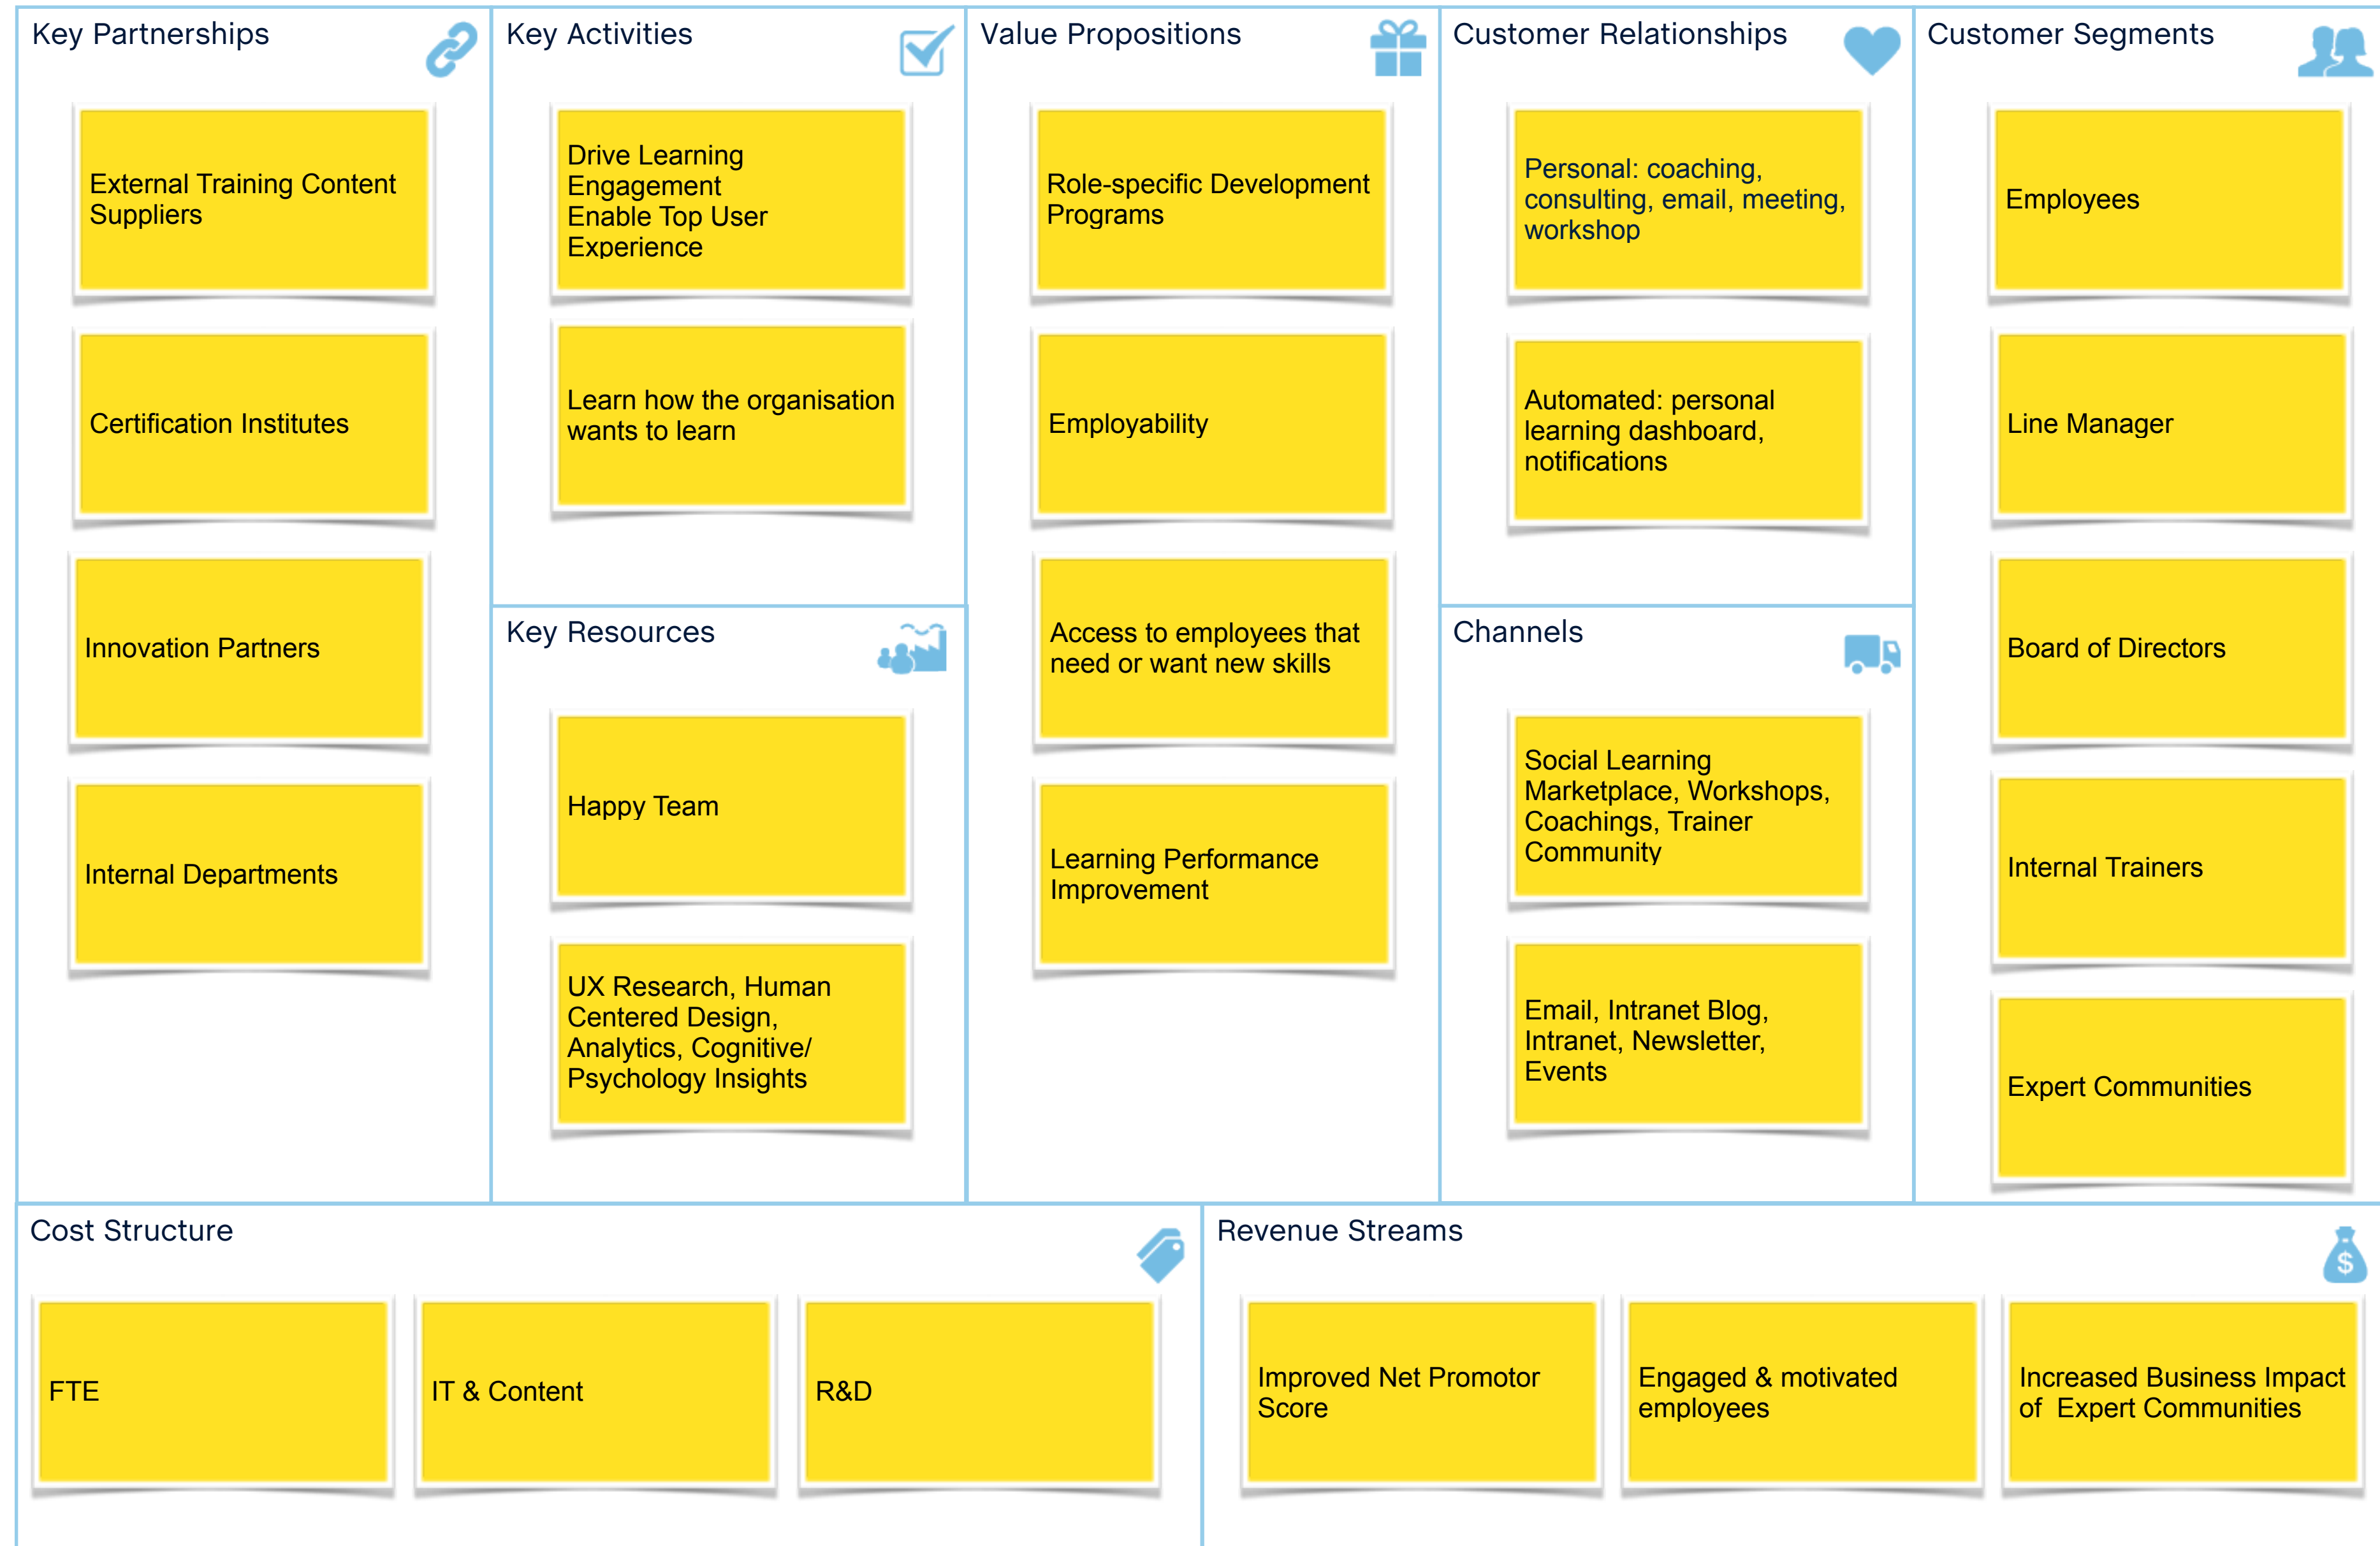 Key Partnerships
External Training Content
Suppliers
Certification Institutes
Innovation Partners
Internal Departments
Key Activities
Drive Learning
Engagement
Enable Top User
Experience
Learn how the organisation
wants to learn
Key Resources
Happy Team
UX Research, Human
Centered Design,
Analytics, Cognitive/
Psychology Insights
Value Propositions
Role-specific Development
Programs
Employability
Access to employees that
need or want new skills
Learning Performance
Improvement
Customer Relationships
Personal: coaching,
consulting, email, meeting,
workshop
Automated: personal
learning dashboard,
notifications
Channels
Social Learning
Marketplace, Workshops,
Coachings, Trainer
Community
Email, Intranet Blog,
Intranet, Newsletter,
Events
Customer Segments
Employees
Line Manager
Board of Directors
Internal Trainers
Expert Communities
Cost Structure
FTE
IT & Content
R&D
Revenue Streams
$
Improved Net Promotor
Score
Engaged & motivated
employees
Increased Business Impact
of  Expert Communities